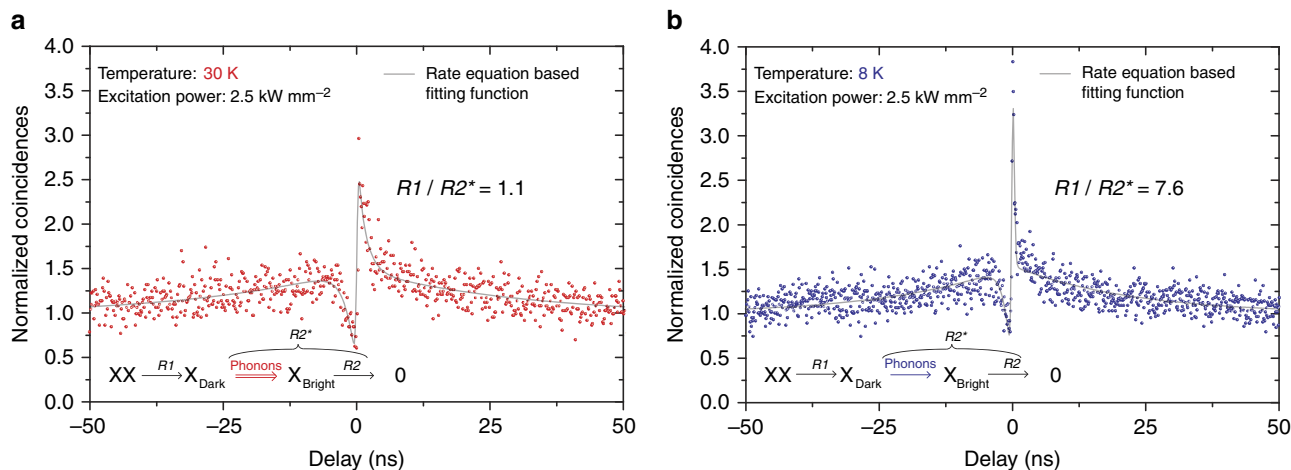 a
Normalized coincidences
4.0
3.5
3.0
2.5
2.0
1.5
1.0
0.5
0.0
Temperature: 30 K
Excitation power: 2.5 kW mm⁻²
Rate equation based
fitting function
R1 / R2* = 1.1
R2*
XX R1 X_Dark Phonons X_Bright R2 0
−50 −25 0 25 50
Delay (ns)
b
Normalized coincidences
4.0
3.5
3.0
2.5
2.0
1.5
1.0
0.5
0.0
Temperature: 8 K
Excitation power: 2.5 kW mm⁻²
Rate equation based
fitting function
R1 / R2* = 7.6
R2*
XX R1 X_Dark Phonons X_Bright R2 0
−50 −25 0 25 50
Delay (ns)